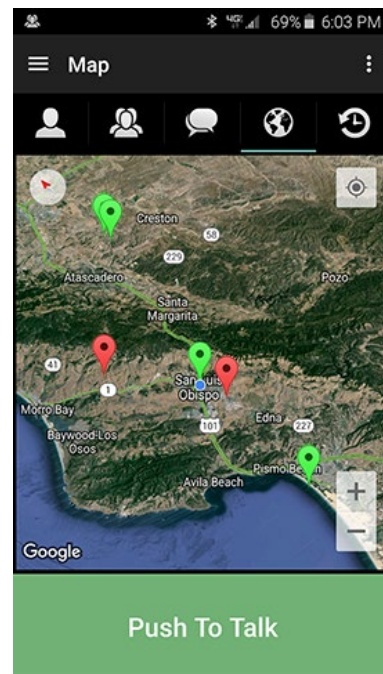 4G 69% 6:03 PM
Map
Creston
58
229
Atascadero
Pozo
Santa
Margarita
41
1
San Luis
Obispo
Morro Bay
101
Edna
227
Baywood-Los
Osos
Pismo Beach
Avila Beach
+
−
Google
Push To Talk